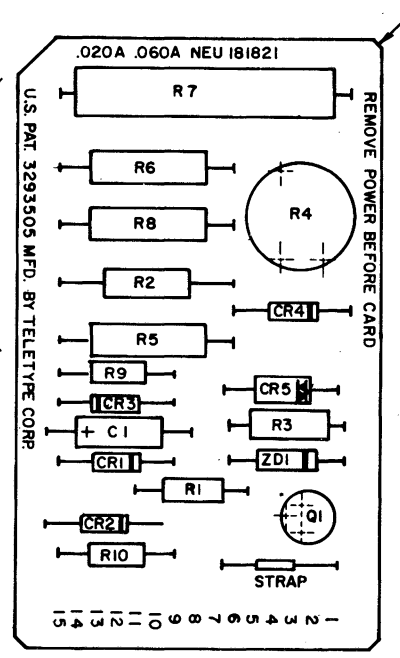 .020A .060A NEU 181821
R7
U.S. PAT. 3293505 MFD. BY TELETYPE CORP.
REMOVE POWER BEFORE CARD
R6
R4
R8
R2
CR4
R5
R9
CR5
CR3
+ C1
R3
CR1
ZD1
R1
CR2
Q1
R10
STRAP
15 14 13 12 11 10 9 8 7 6 5 4 3 2 1